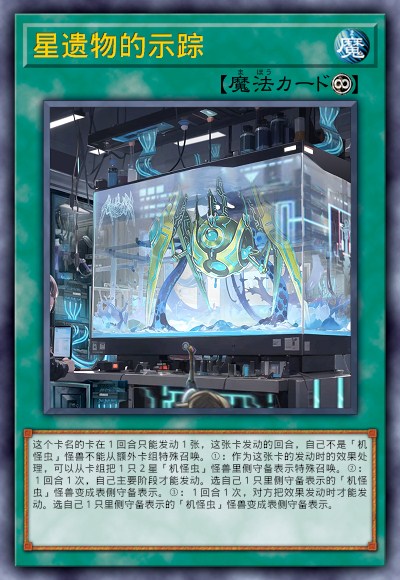 星遗物的示踪
魔
【魔法カード】
まほう
这个卡名的卡在1回合只能发动1张，这张卡发动的回合，自己不是「机
怪虫」怪兽不能从额外卡组特殊召唤。①：作为这张卡的发动时的效果处
理，可以从卡组把1只2星「机怪虫」怪兽里侧守备表示特殊召唤。②：
1回合1次，自己主要阶段才能发动。选自己1只里侧守备表示的「机怪虫」
怪兽变成表侧守备表示。③：1回合1次，对方把效果发动时才能发
动。选自己1只里侧守备表示的「机怪虫」怪兽变成表侧守备表示。